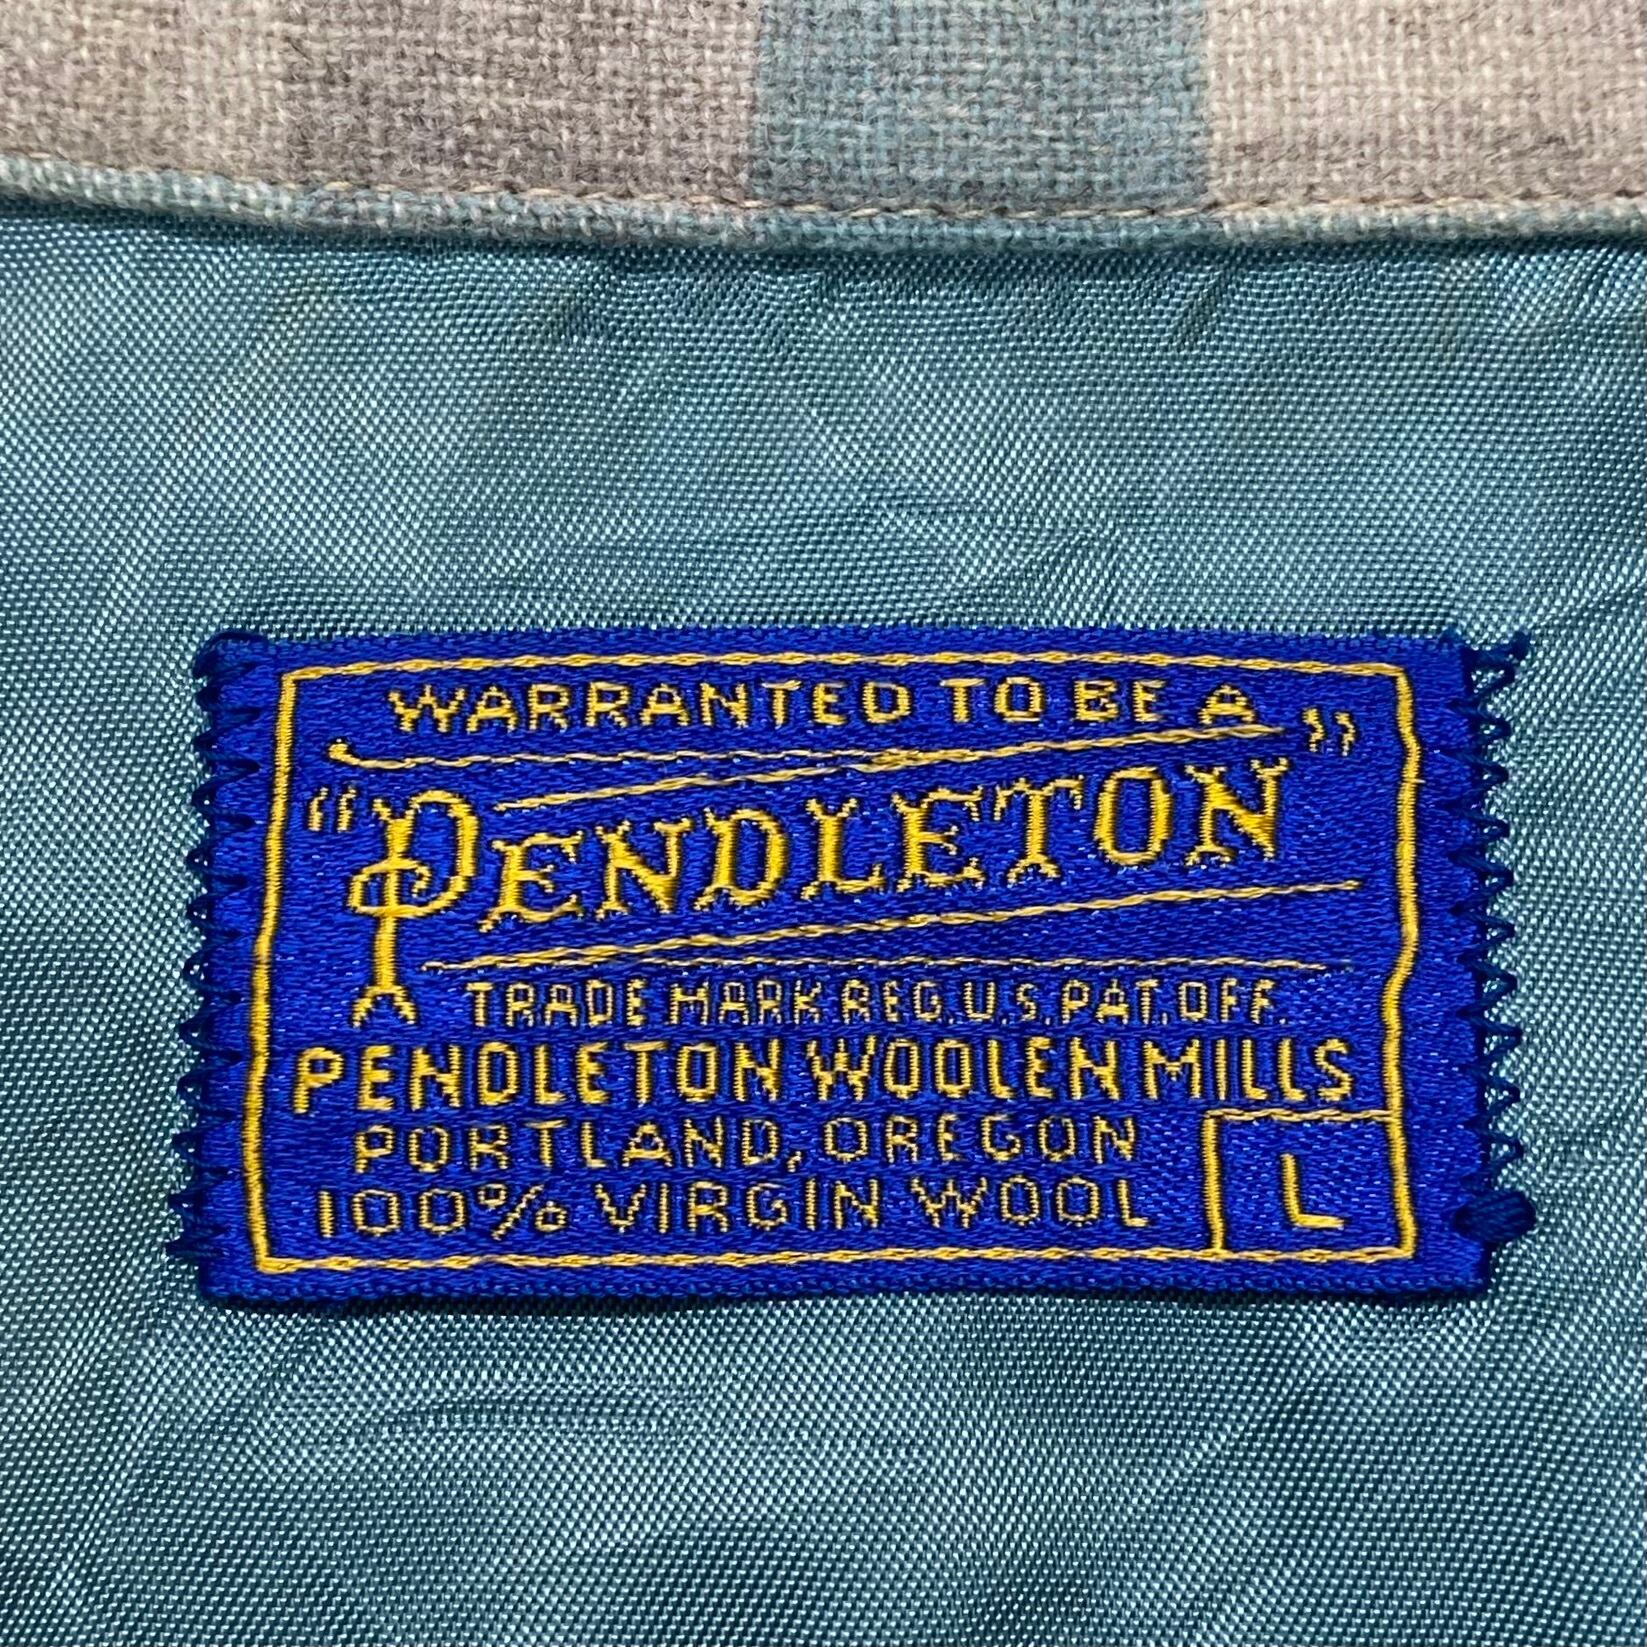 WARRANTED TO BE A
"PENDLETON"
TRADE MARK REG. U.S. PAT. OFF.
PENDLETON WOOLEN MILLS
PORTLAND, OREGON
100% VIRGIN WOOL
L